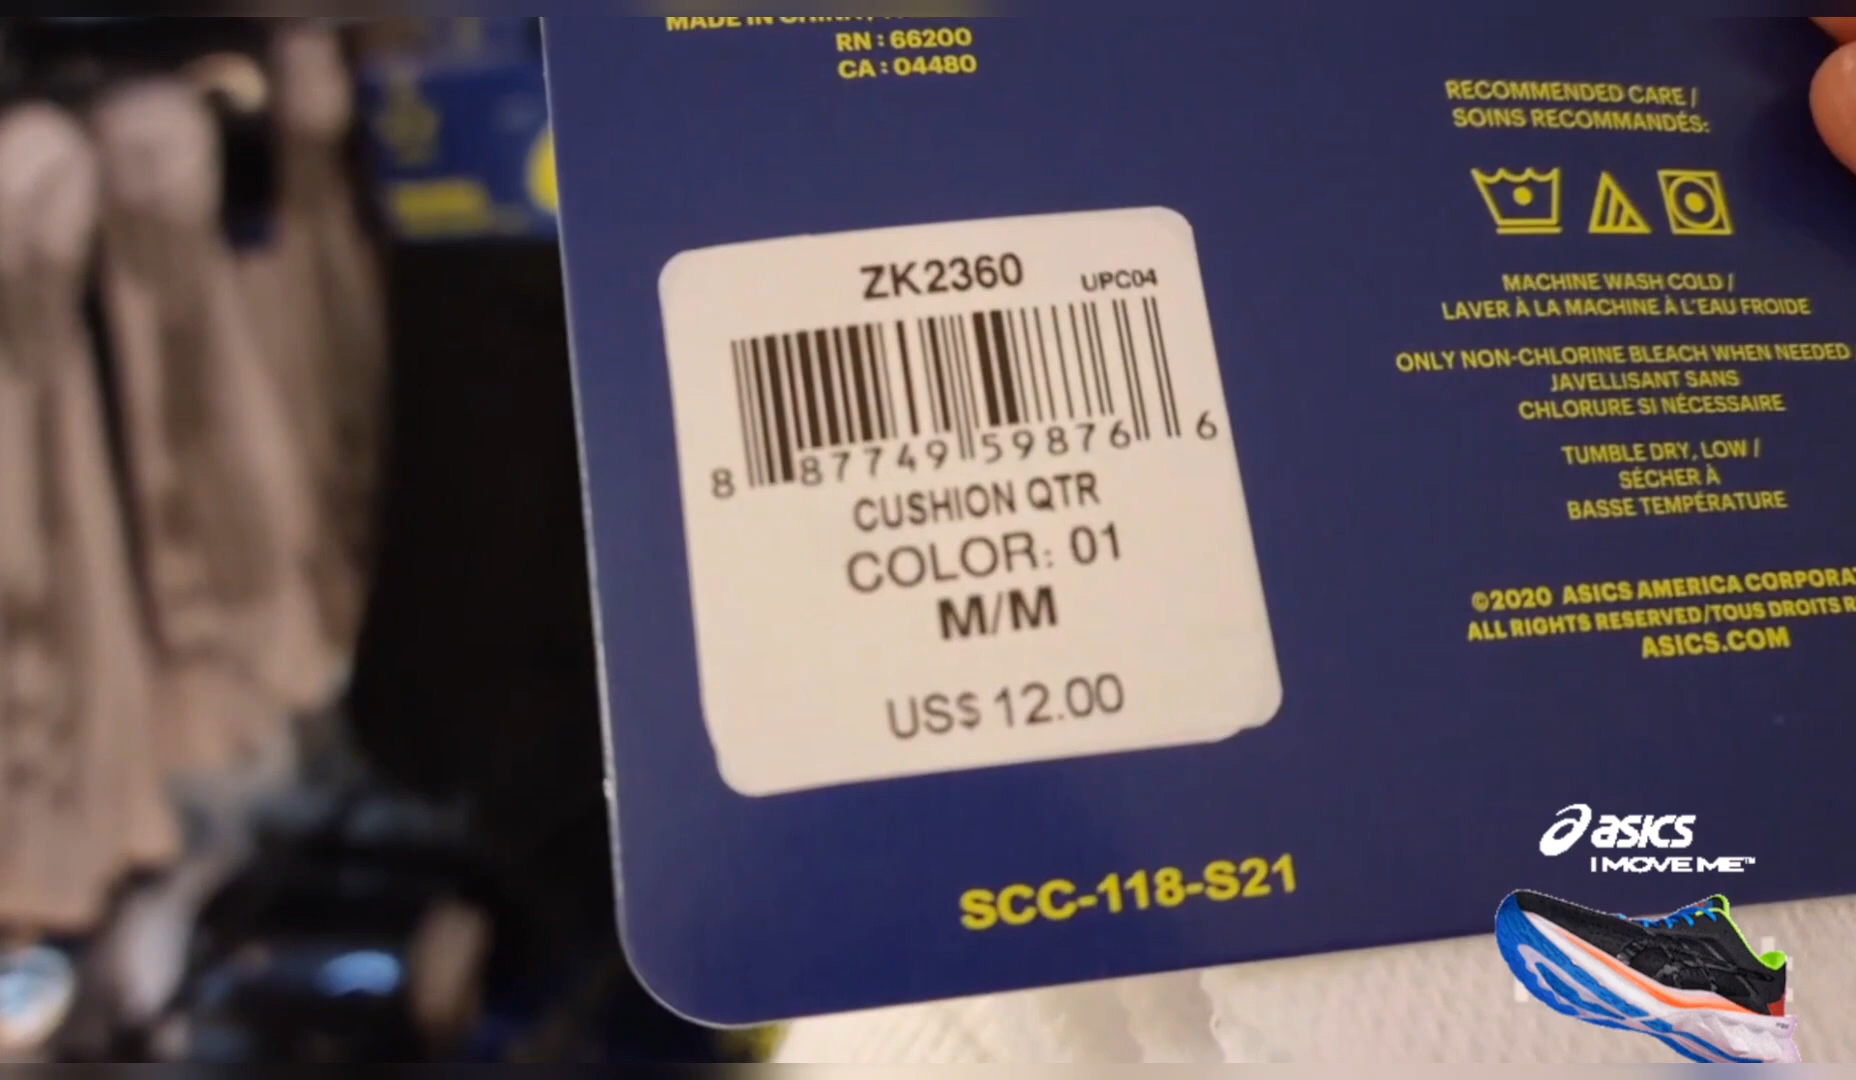 MADE IN
RN : 66200
CA : 04480
RECOMMENDED CARE /
SOINS RECOMMANDÉS:
ZK2360
UPC04
8 87749 59876 6
CUSHION QTR
COLOR: 01
M/M
US$ 12.00
MACHINE WASH COLD /
LAVER À LA MACHINE À L'EAU FROIDE
ONLY NON-CHLORINE BLEACH WHEN NEEDED
JAVELLISANT SANS
CHLORURE SI NÉCESSAIRE
TUMBLE DRY, LOW /
SÉCHER À
BASSE TEMPÉRATURE
©2020 ASICS AMERICA CORPORA
ALL RIGHTS RESERVED/TOUS DROITS R
ASICS.COM
SCC-118-S21
asics
I MOVE ME™